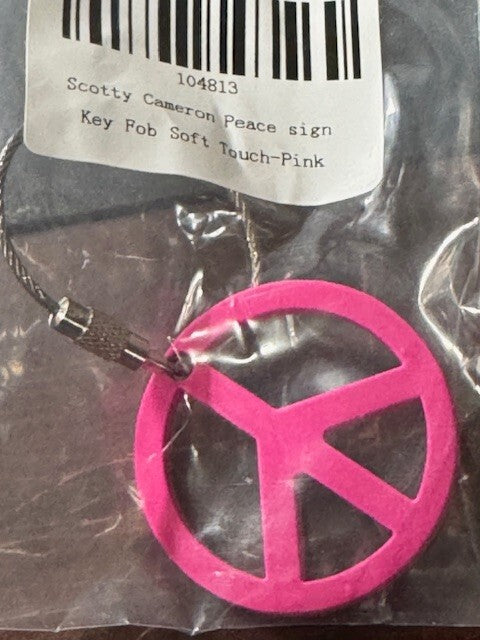 104813
Scotty Cameron Peace sign
Key Fob Soft Touch-Pink